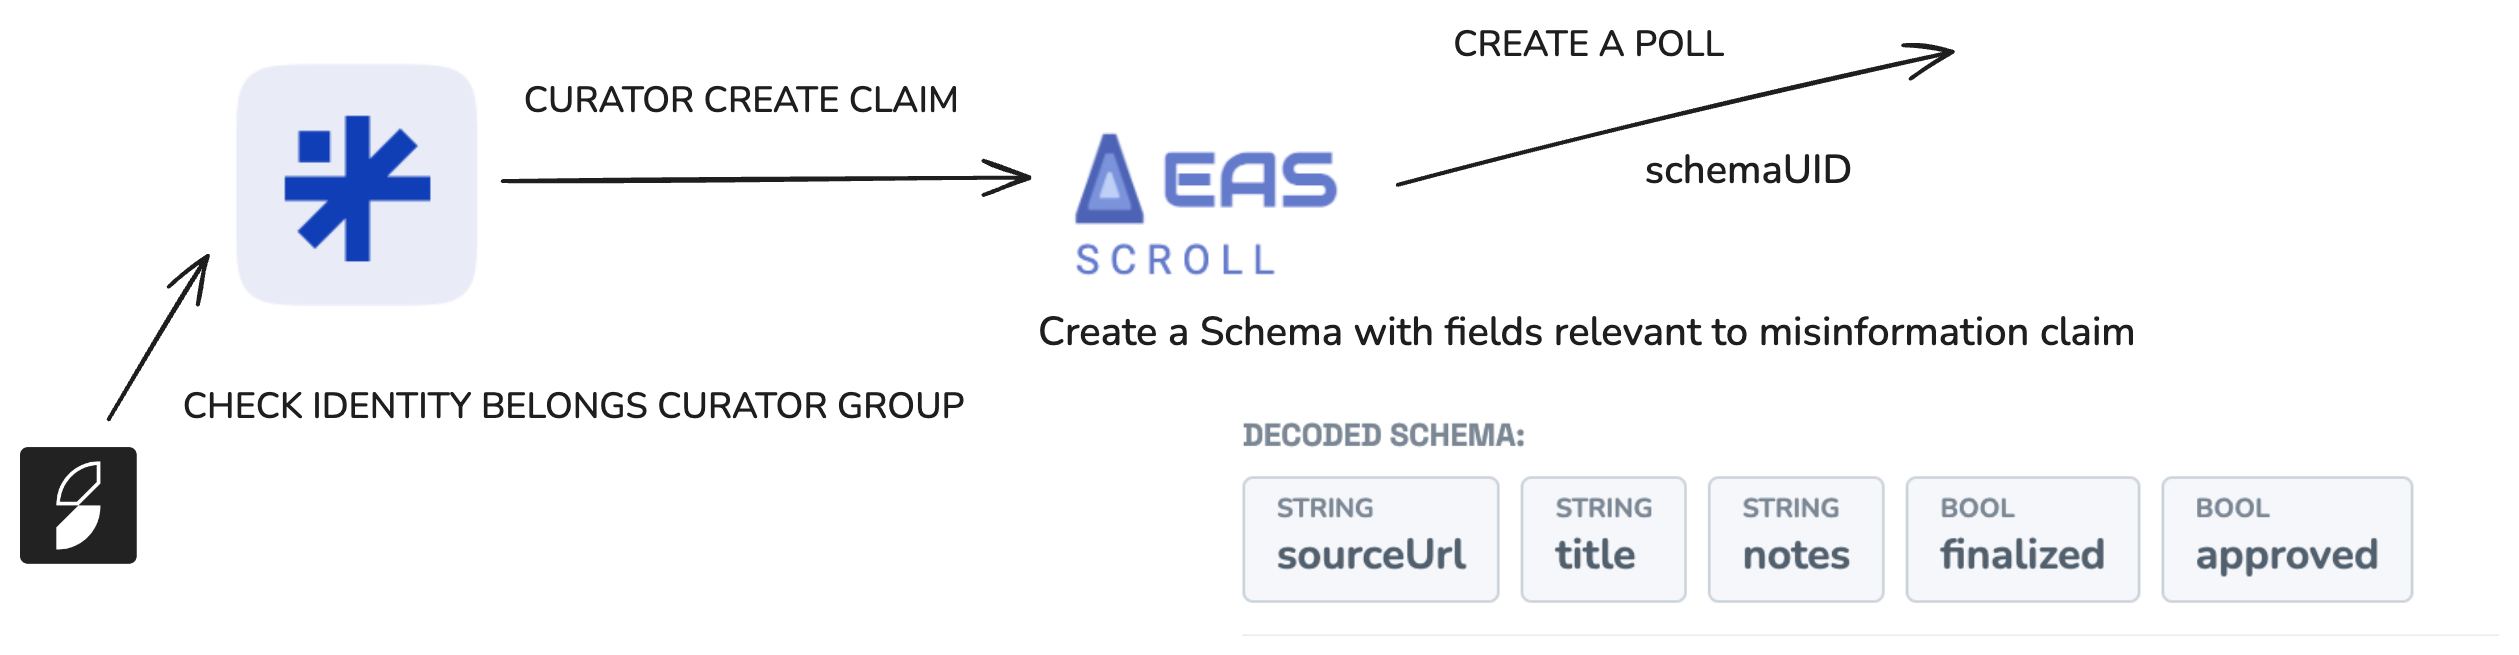 CREATE A POLL
CURATOR CREATE CLAIM
EAS
schemaUID
SCROLL
Create a Schema with fields relevant to misinformation claim
CHECK IDENTITY BELONGS CURATOR GROUP
DECODED SCHEMA:
STRING
sourceUrl
STRING
title
STRING
notes
BOOL
finalized
BOOL
approved